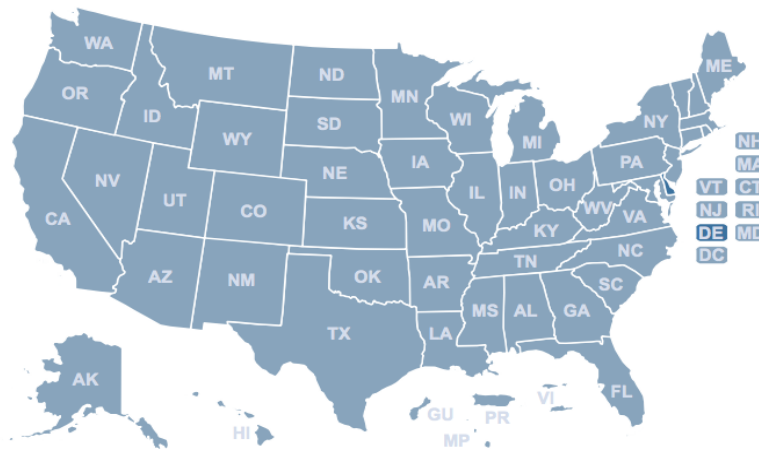 WA
MT
ND
MN
ME
OR
ID
SD
WI
MI
NY
WY
IA
PA
NE
NV
UT
CO
IL
IN
OH
WV
VA
CA
KS
MO
KY
NC
AZ
NM
OK
TN
AR
SC
TX
LA
MS
AL
GA
FL
AK
HI
GU
MP
PR
VI
NH
MA
VT CT
NJ RI
DE MD
DC